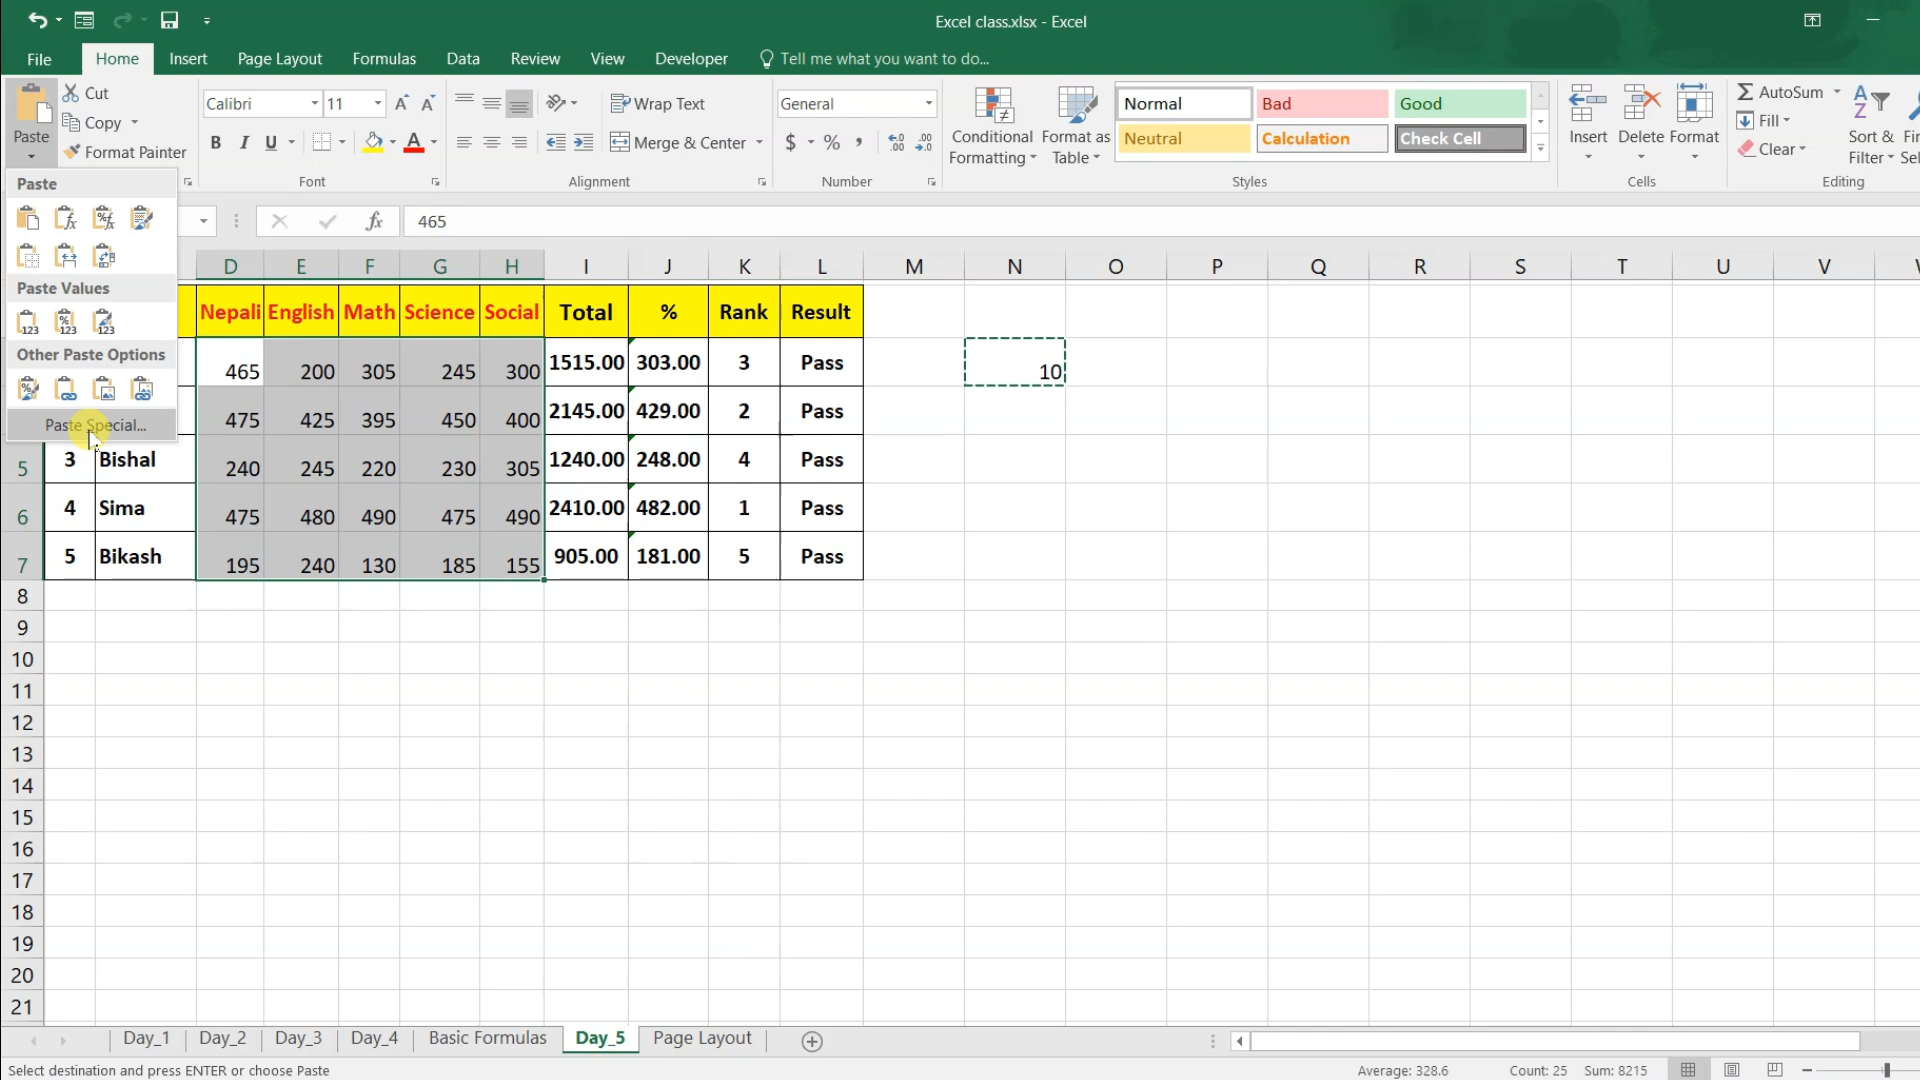 Excel class.xlsx - Excel
File Home Insert Page Layout Formulas Data Review View Developer Tell me what you want to do...
Paste
Cut
Copy
Format Painter
Calibri 11
B I U
Font
Wrap Text
Merge & Center
Alignment
General
$ % ,
Number
Conditional Formatting
Format as Table
Normal Bad Good
Neutral Calculation Check Cell
Styles
Insert Delete Format
Cells
AutoSum
Fill
Clear
Sort & Filter
Editing
Paste
Paste Values
Other Paste Options
Paste Special...
fx 465
D E F G H I J K L M N O P Q R S T U V
Nepali English Math Science Social Total % Rank Result
465 200 305 245 300 1515.00 303.00 3 Pass 10
475 425 395 450 400 2145.00 429.00 2 Pass
5 3 Bishal 240 245 220 230 305 1240.00 248.00 4 Pass
6 4 Sima 475 480 490 475 490 2410.00 482.00 1 Pass
7 5 Bikash 195 240 130 185 155 905.00 181.00 5 Pass
8
9
10
11
12
13
14
15
16
17
18
19
20
21
Day_1 Day_2 Day_3 Day_4 Basic Formulas Day_5 Page Layout
Select destination and press ENTER or choose Paste Average: 328.6 Count: 25 Sum: 8215